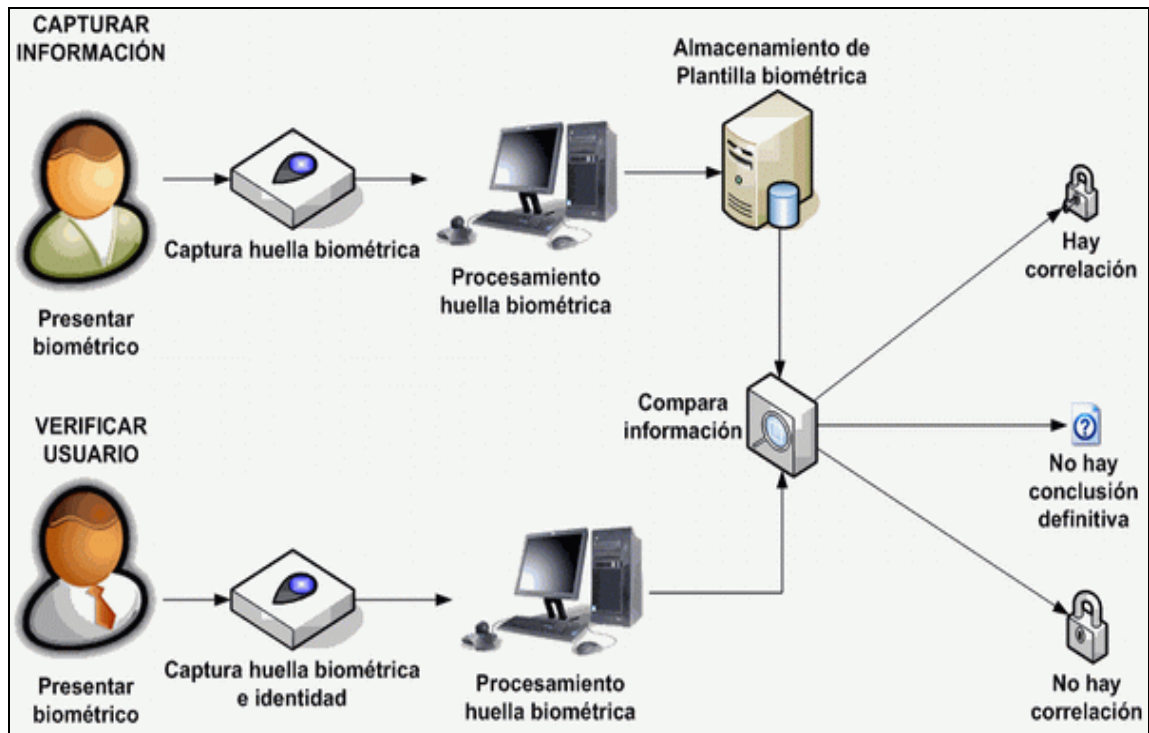 CAPTURAR
INFORMACIÓN
Almacenamiento de
Plantilla biométrica
Captura huella biométrica
Procesamiento
huella biométrica
Presentar
biométrico
Hay
correlación
VERIFICAR
USUARIO
Compara
información
No hay
conclusión
definitiva
Captura huella biométrica
e identidad
Procesamiento
huella biométrica
Presentar
biométrico
No hay
correlación